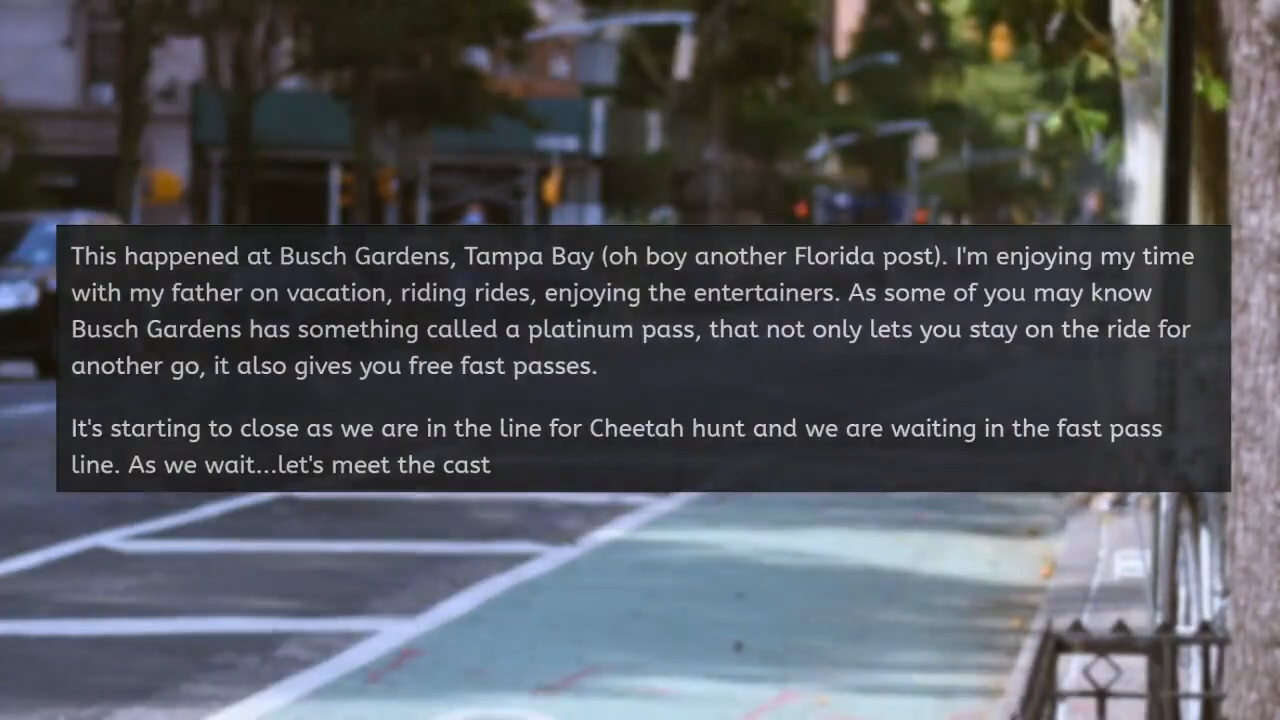 This happened at Busch Gardens, Tampa Bay (oh boy another Florida post). I'm enjoying my time
with my father on vacation, riding rides, enjoying the entertainers. As some of you may know
Busch Gardens has something called a platinum pass, that not only lets you stay on the ride for
another go, it also gives you free fast passes.
It's starting to close as we are in the line for Cheetah hunt and we are waiting in the fast pass
line. As we wait...let's meet the cast